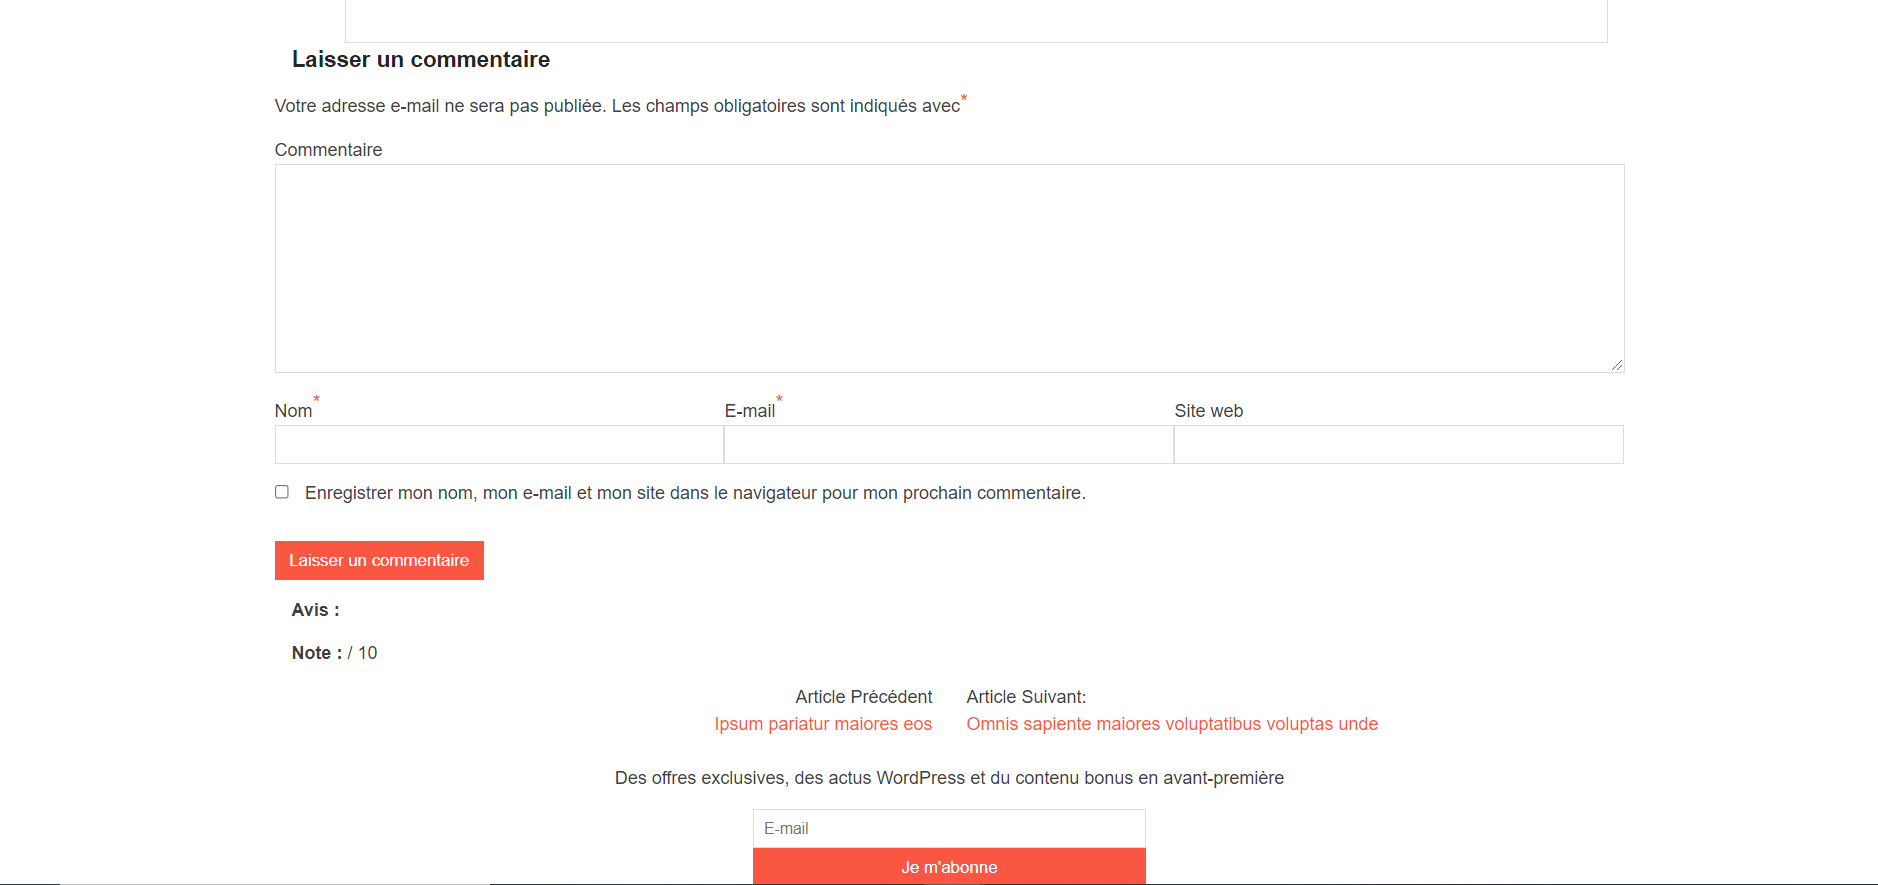 Laisser un commentaire
Votre adresse e-mail ne sera pas publiée. Les champs obligatoires sont indiqués avec*
Commentaire
Nom*
E-mail*
Site web
Enregistrer mon nom, mon e-mail et mon site dans le navigateur pour mon prochain commentaire.
Laisser un commentaire
Avis :
Note : / 10
Article Précédent
Ipsum pariatur maiores eos
Article Suivant:
Omnis sapiente maiores voluptatibus voluptas unde
Des offres exclusives, des actus WordPress et du contenu bonus en avant-première
E-mail
Je m'abonne